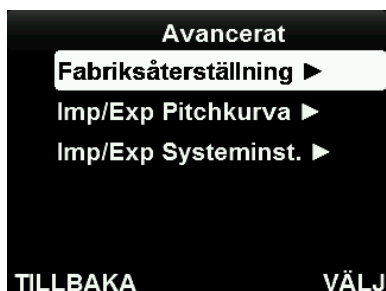 Avancerat
Fabriksåterställning ►
Imp/Exp Pitchkurva ►
Imp/Exp Systeminst. ►
TILLBAKA VÄLJ